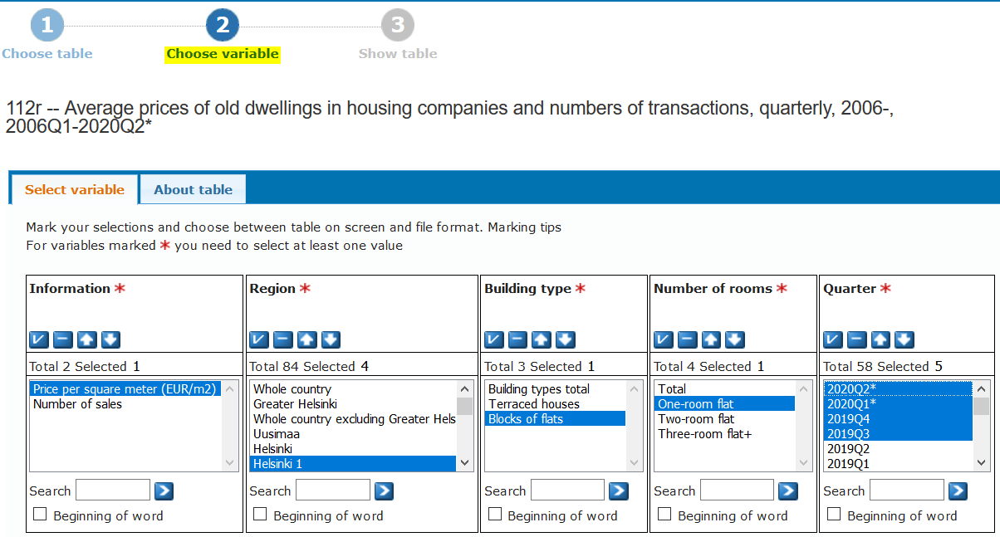 1 2 3
Choose table Choose variable Show table
112r -- Average prices of old dwellings in housing companies and numbers of transactions, quarterly, 2006-,
2006Q1-2020Q2*
Select variable About table
Mark your selections and choose between table on screen and file format. Marking tips
For variables marked * you need to select at least one value
Information *
Total 2 Selected 1
Price per square meter (EUR/m2)
Number of sales
Search
Beginning of word
Region *
Total 84 Selected 4
Whole country
Greater Helsinki
Whole country excluding Greater Hels
Uusimaa
Helsinki
Helsinki 1
Search
Beginning of word
Building type *
Total 3 Selected 1
Building types total
Terraced houses
Blocks of flats
Search
Beginning of word
Number of rooms *
Total 4 Selected 1
Total
One-room flat
Two-room flat
Three-room flat+
Search
Beginning of word
Quarter *
Total 58 Selected 5
2020Q2*
2020Q1*
2019Q4
2019Q3
2019Q2
2019Q1
Search
Beginning of word